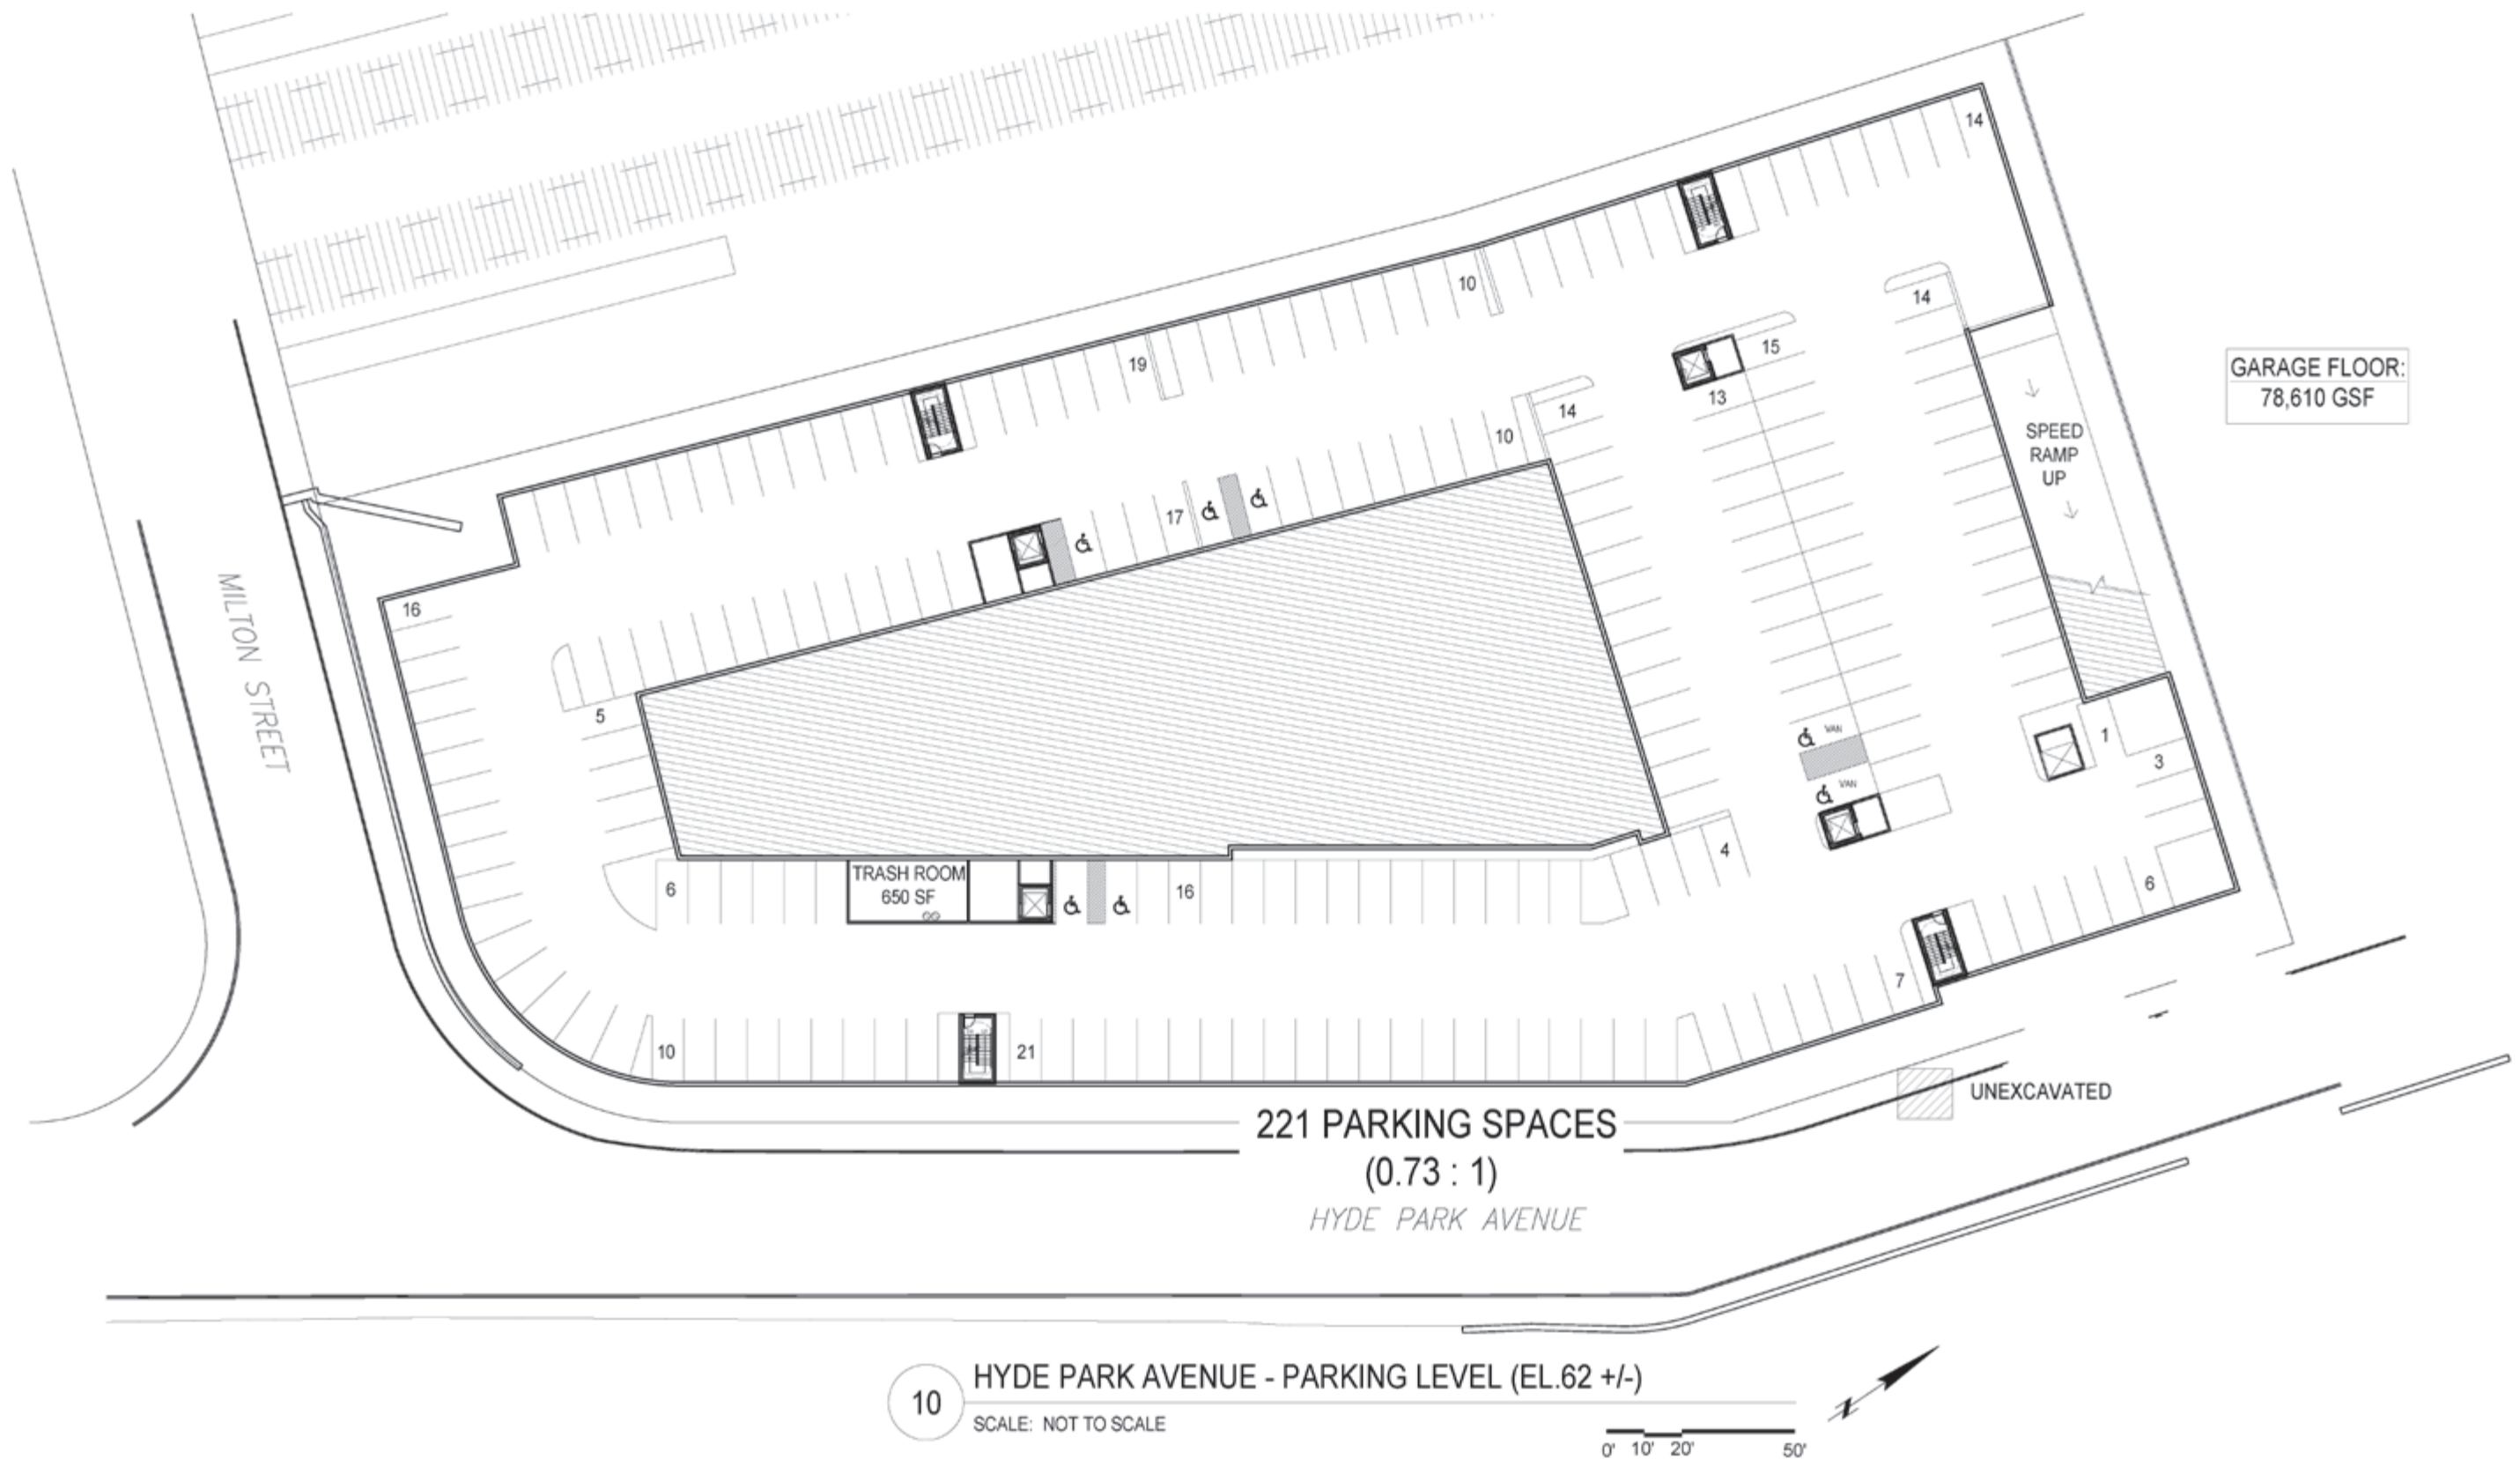 14
10
19
14
15
13
14
10
17
GARAGE FLOOR:
78,610 GSF
SPEED
RAMP
UP
16
MILTON STREET
5
VAN
VAN
1
3
4
6
6
TRASH ROOM
650 SF
16
7
10
21
UNEXCAVATED
221 PARKING SPACES
(0.73 : 1)
HYDE PARK AVENUE
10
HYDE PARK AVENUE - PARKING LEVEL (EL.62 +/-)
SCALE: NOT TO SCALE
N
0' 10' 20' 50'